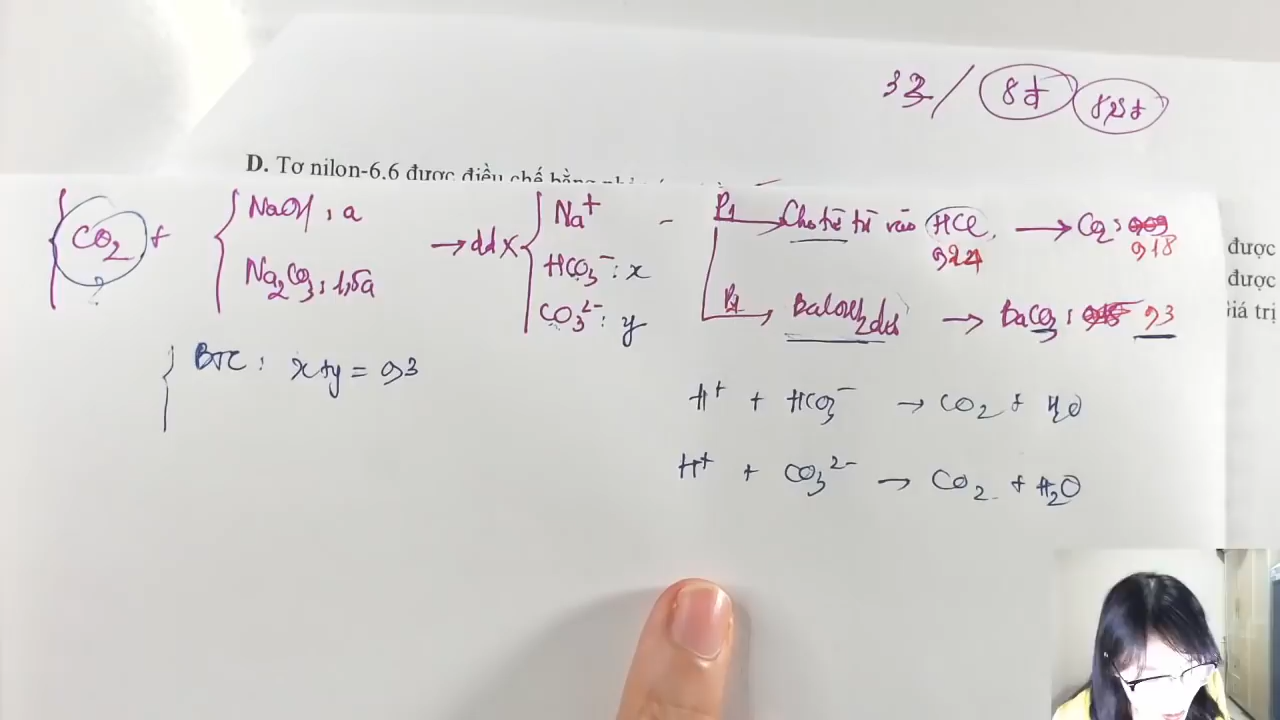 32 / 8đ 8,25đ
D. Tơ nilon-6.6 được điều chế bằng
CO2 + NaOH : a → dd X Na+ - P1 Cho từ từ vào HCl → CO2 : 0,18
0,24
Na2CO3 : 1,5a HCO3- : x
CO3 2- : y P2 Ba(OH)2 dư → BaCO3 : 0,3
?
được
được
giá trị
BTC : x+y = 0,3
H+ + HCO3- → CO2 + H2O
H+ + CO3 2- → CO2 + H2O